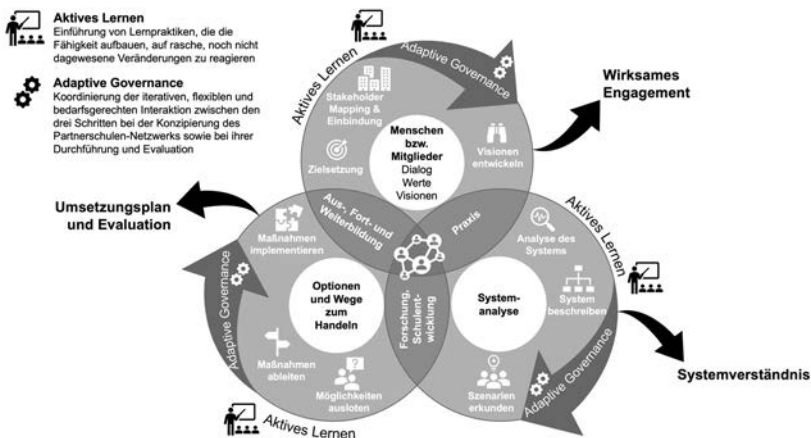 Aktives Lernen
Einführung von Lernpraktiken, die die
Fähigkeit aufbauen, auf rasche, noch nicht
dagewesene Veränderungen zu reagieren
Adaptive Governance
Koordinierung der iterativen, flexiblen und
bedarfsgerechten Interaktion zwischen den
drei Schritten bei der Konzipierung des
Partnerschulen-Netzwerks sowie bei ihrer
Durchführung und Evaluation
Aktives Lernen
Adaptive Governance
Stakeholder
Mapping &
Einbindung
Zielsetzung
Menschen
bzw.
Mitglieder
Dialog
Werte
Visionen
Visionen
entwickeln
Wirksames
Engagement
Umsetzungsplan
und Evaluation
Aus-, Fort- und
Weiterbildung
Praxis
Forschung,
Schulent-
wicklung
Maßnahmen
implementieren
Optionen
und Wege
zum
Handeln
Adaptive Governance
Maßnahmen
ableiten
Möglichkeiten
ausloten
?
Aktives Lernen
Aktives Lernen
Analyse des
Systems
System-
analyse
System
beschreiben
Szenarien
erkunden
Adaptive Governance
Systemverständnis